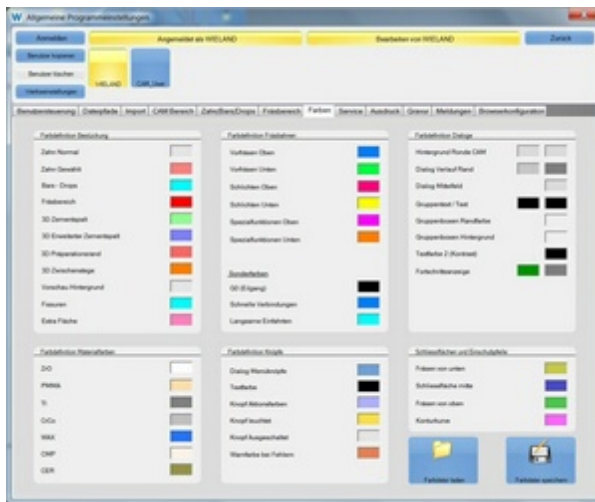 Allgemeine Programmeinstellungen
Anmelden
Angemeldet als WIELAND
Bearbeiten von WIELAND
Zurück
Benutzer kopieren
Benutzer löschen
Werkseinstellungen
WIELAND
CAM_User
Benutzersteuerung Dateipfade Import CAM Bereich Zahn/Bars/Drops Fräsbereich Farben Service Ausdruck Gravur Meldungen Browserkonfiguration
Farbdefinition Bestückung
Zahn Normal
Zahn Gewählt
Bars - Drops
Fräsbereich
3D Zementspalt
3D Erweiterter Zementspalt
3D Präparationsrand
3D Zwischenstege
Vorschau Hintergrund
Fissuren
Extra Fläche
Farbdefinition Fräsbahnen
Vorfräsen Oben
Vorfräsen Unten
Schlichten Oben
Schlichten Unten
Spezialfunktionen Oben
Spezialfunktionen Unten
Sonderfarben
G0 (Eilgang)
Schnelle Verbindungen
Langsame Einfahrten
Farbdefinition Dialoge
Hintergrund Ronde CAM
Dialog Verlauf Rand
Dialog Mittelfeld
Gruppentext / Text
Gruppenboxen Randfarbe
Gruppenboxen Hintergrund
Textfarbe 2 (Kontrast)
Fortschrittsanzeige
Farbdefinition Materialfarben
ZrO
PMMA
Ti
CrCo
WAX
CMP
CER
Farbdefinition Knöpfe
Dialog Menüknöpfe
Textfarbe
Knopf Aktionsfarben
Knopf leuchtet
Knopf Ausgeschaltet
Warnfarbe bei Fehlern
Schliessflächen und Einschubpfeile
Fräsen von unten
Schliessfläche mitte
Fräsen von oben
Konturkurve
Farbdatei laden
Farbdatei speichern